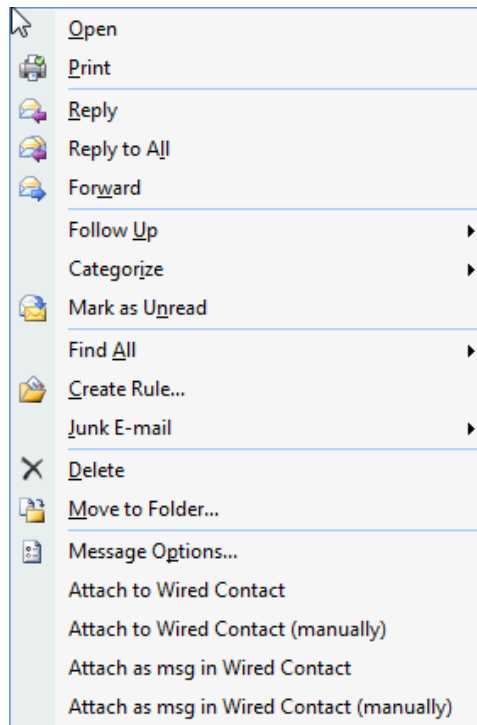 Open
Print
Reply
Reply to All
Forward
Follow Up
Categorize
Mark as Unread
Find All
Create Rule...
Junk E-mail
Delete
Move to Folder...
Message Options...
Attach to Wired Contact
Attach to Wired Contact (manually)
Attach as msg in Wired Contact
Attach as msg in Wired Contact (manually)